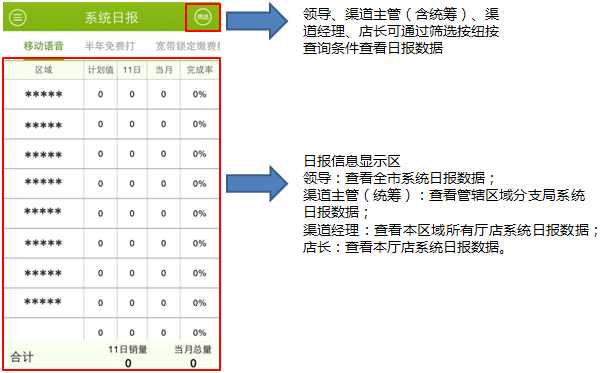 系统日报
筛选
领导、渠道主管（含统筹）、渠
道经理、店长可通过筛选按纽按
查询条件查看日报数据
移动语音 半年免费打 宽带锁定缴费
区域 计划值 11日 当月 完成率
***** 0 0 0 0%
***** 0 0 0 0%
***** 0 0 0 0%
***** 0 0 0 0%
***** 0 0 0 0%
***** 0 0 0 0%
***** 0 0 0 0%
***** 0 0 0 0%
0 0 0 0%
合计 11日销量 当月总量
0 0
日报信息显示区
领导：查看全市系统日报数据；
渠道主管（统筹）：查看管辖区域分支局系统
日报数据；
渠道经理：查看本区域所有厅店系统日报数据；
店长：查看本厅店系统日报数据。